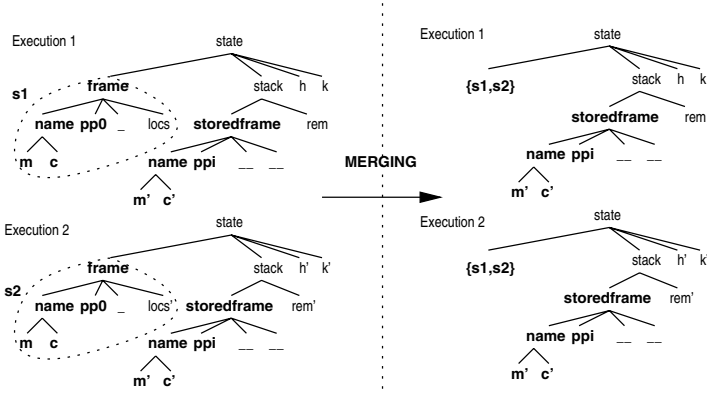 Execution 1
state
frame
stack h k
s1
name pp0 _ locs
storedframe rem
m c
name ppi __ __
m' c'
Execution 2
state
frame
stack h' k'
s2
name pp0 _ locs'
storedframe rem'
m c
name ppi __ __
m' c'
MERGING
Execution 1
state
{s1,s2}
stack h k
storedframe rem
name ppi __ __
m' c'
Execution 2
state
{s1,s2}
stack h' k'
storedframe rem'
name ppi __ __
m' c'